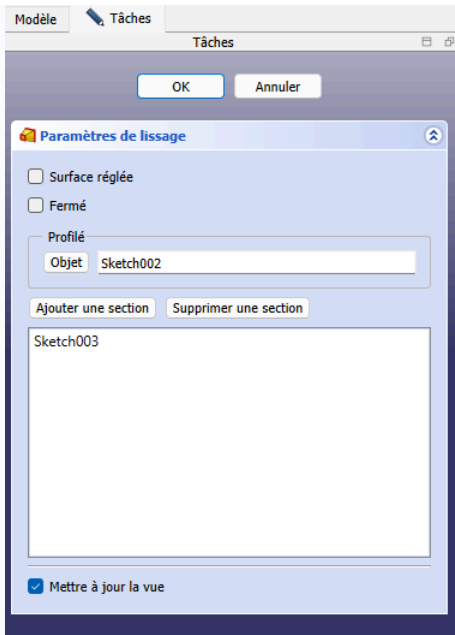 Modèle Tâches
Tâches
OK Annuler
Paramètres de lissage
Surface réglée
Fermé
Profilé
Objet Sketch002
Ajouter une section Supprimer une section
Sketch003
Mettre à jour la vue